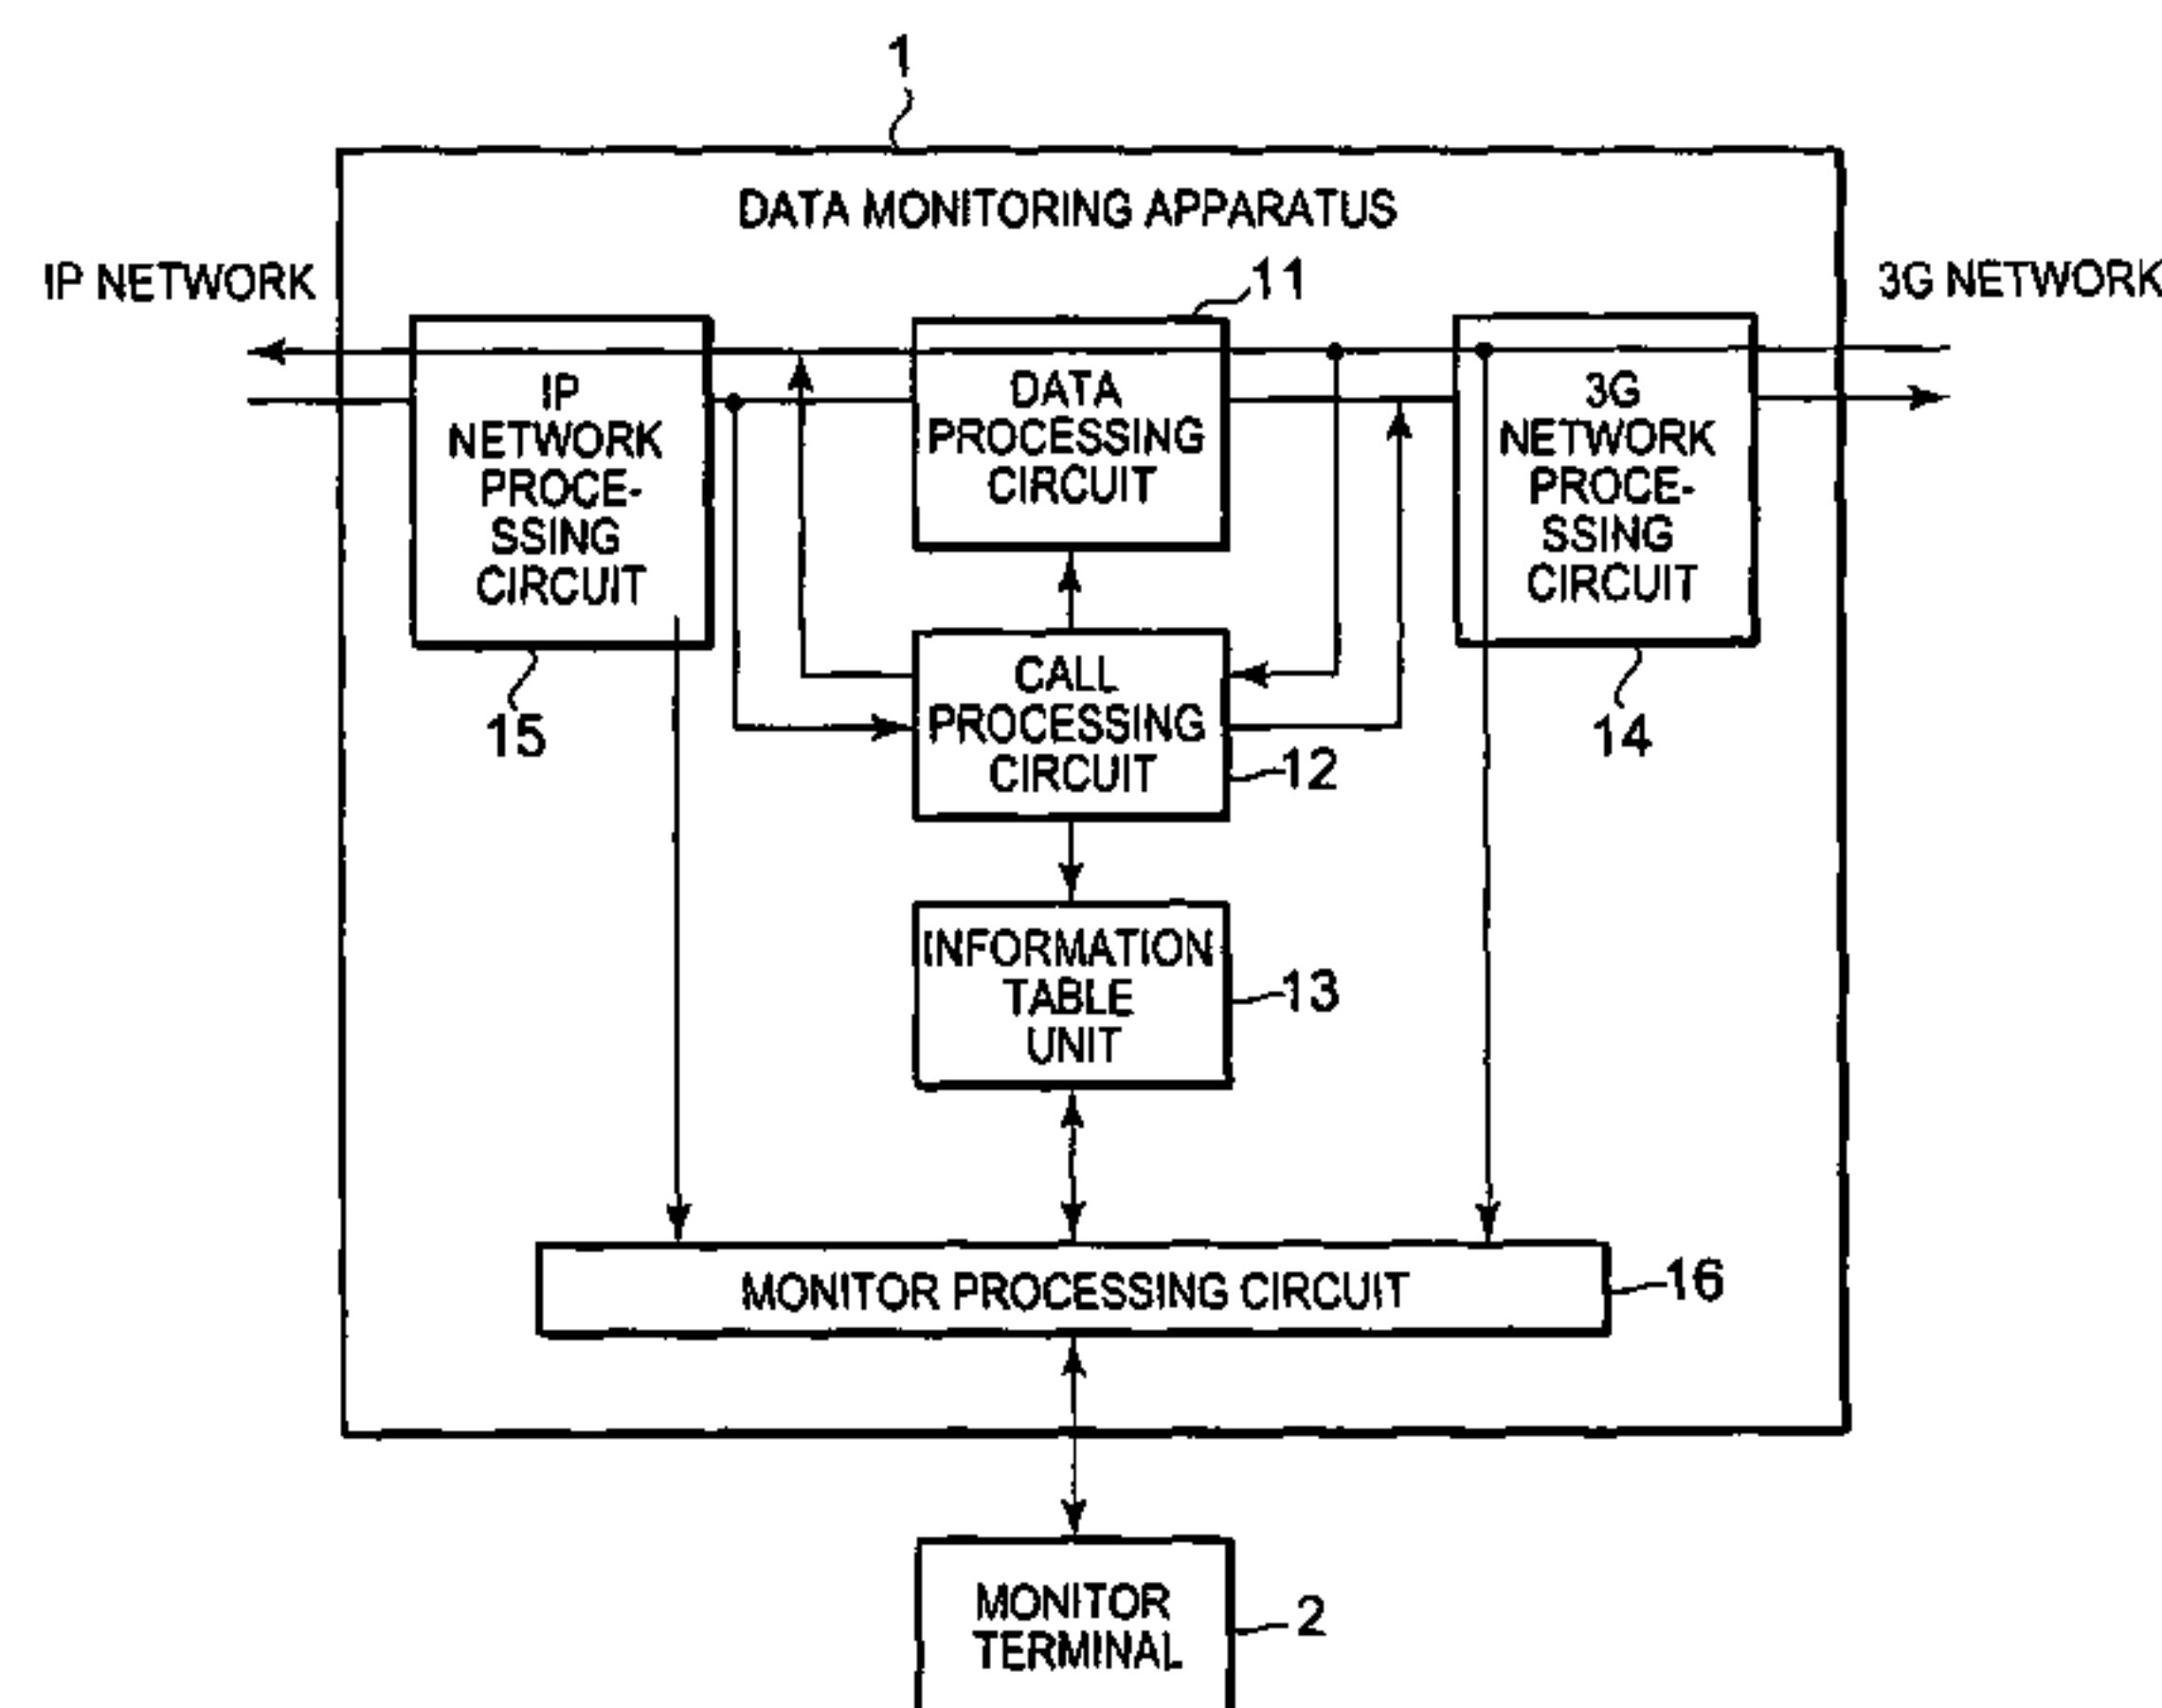 1
DATA MONITORING APPARATUS
IP NETWORK
3G NETWORK
11
IP
NETWORK
PROCE-
SSING
CIRCUIT
DATA
PROCESSING
CIRCUIT
3G
NETWORK
PROCE-
SSING
CIRCUIT
15
CALL
PROCESSING
CIRCUIT
12
14
INFORMATION
TABLE
UNIT
13
MONITOR PROCESSING CIRCUIT
16
MONITOR
TERMINAL
2